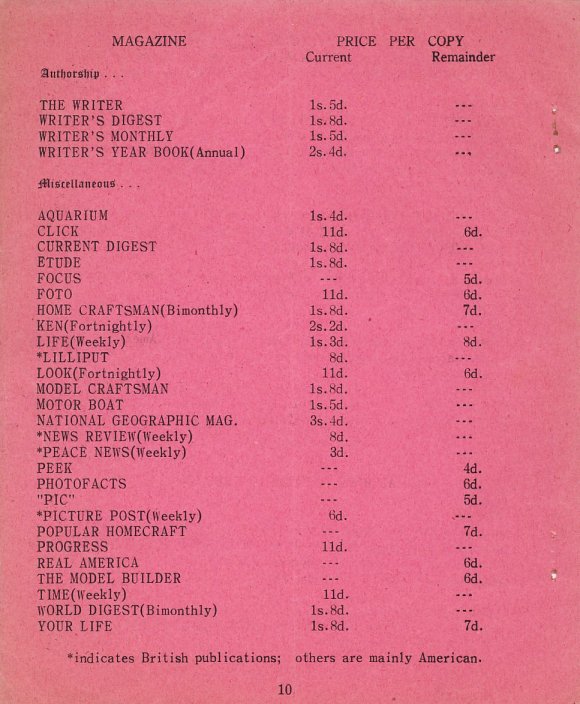 MAGAZINE PRICE PER COPY
Current Remainder
Authorship . . .
THE WRITER 1s. 5d. ---
WRITER'S DIGEST 1s. 8d. ---
WRITER'S MONTHLY 1s. 5d. ---
WRITER'S YEAR BOOK(Annual) 2s. 4d. ---
Miscellaneous . . .
AQUARIUM 1s. 4d. ---
CLICK 11d. 6d.
CURRENT DIGEST 1s. 8d. ---
ETUDE 1s. 8d. ---
FOCUS --- 5d.
FOTO 11d. 6d.
HOME CRAFTSMAN(Bimonthly) 1s. 8d. 7d.
KEN(Fortnightly) 2s. 2d. ---
LIFE(Weekly) 1s. 3d. 8d.
*LILLIPUT 8d. ---
LOOK(Fortnightly) 11d. 6d.
MODEL CRAFTSMAN 1s. 8d. ---
MOTOR BOAT 1s. 5d. ---
NATIONAL GEOGRAPHIC MAG. 3s. 4d. ---
*NEWS REVIEW(Weekly) 8d. ---
*PEACE NEWS(Weekly) 3d. ---
PEEK --- 4d.
PHOTOFACTS --- 6d.
"PIC" --- 5d.
*PICTURE POST(Weekly) 6d. ---
POPULAR HOMECRAFT --- 7d.
PROGRESS 11d. ---
REAL AMERICA --- 6d.
THE MODEL BUILDER --- 6d.
TIME(Weekly) 11d. ---
WORLD DIGEST(Bimonthly) 1s. 8d. ---
YOUR LIFE 1s. 8d. 7d.
*indicates British publications; others are mainly American.
10